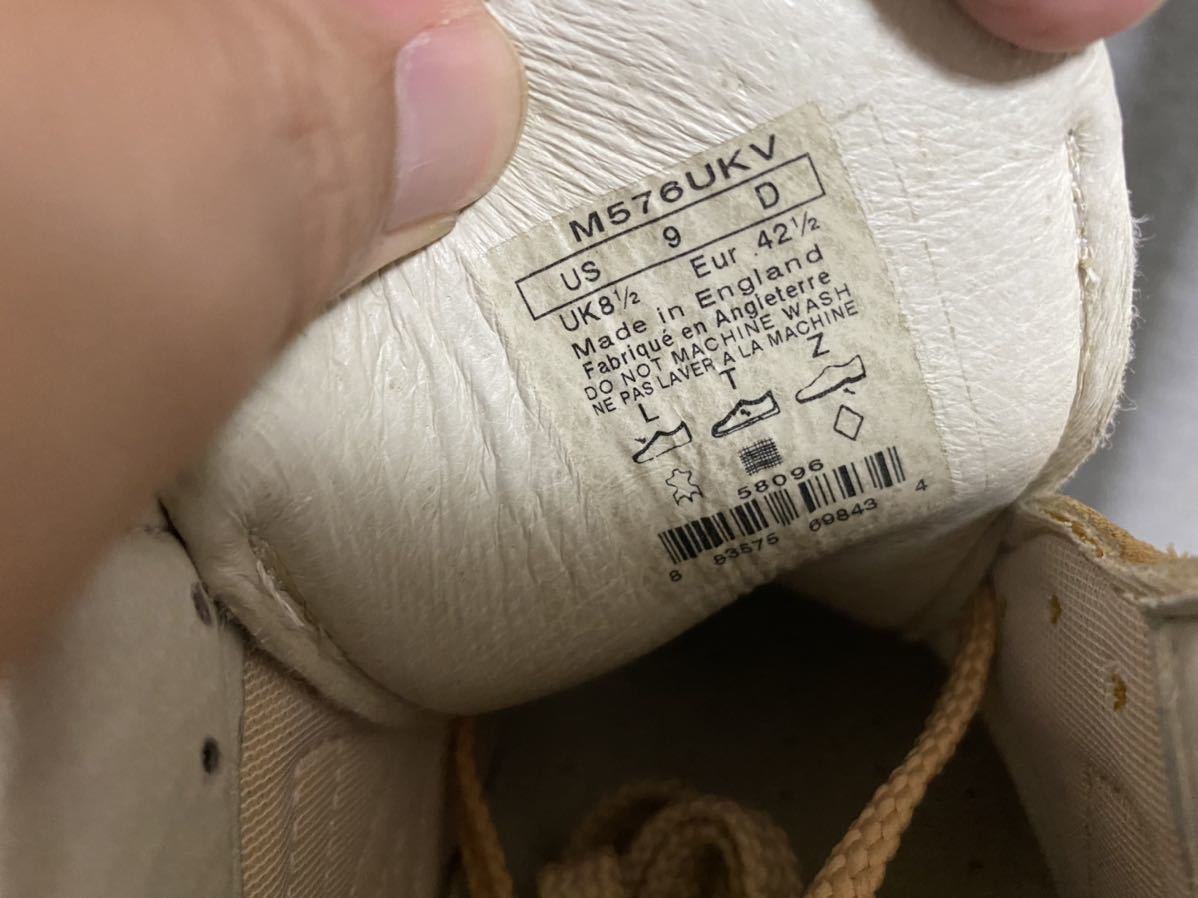 M576UKV
US 9 D
UK8½ Eur 42½
Made in England
Fabriqué en Angleterre
DO NOT MACHINE WASH
NE PAS LAVER A LA MACHINE
L T Z
58096
8 83575 69843 4